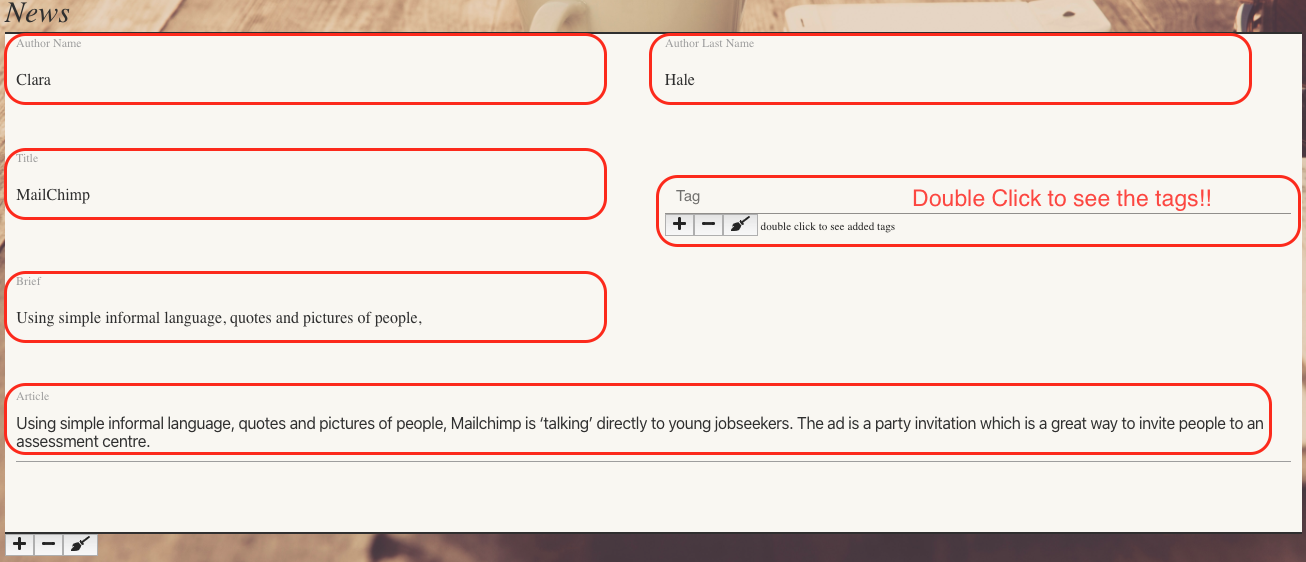 News
Author Name
Author Last Name
Clara
Hale
Title
MailChimp
Tag
Double Click to see the tags!!
double click to see added tags
Brief
Using simple informal language, quotes and pictures of people,
Article
Using simple informal language, quotes and pictures of people, Mailchimp is ‘talking’ directly to young jobseekers. The ad is a party invitation which is a great way to invite people to an
assessment centre.